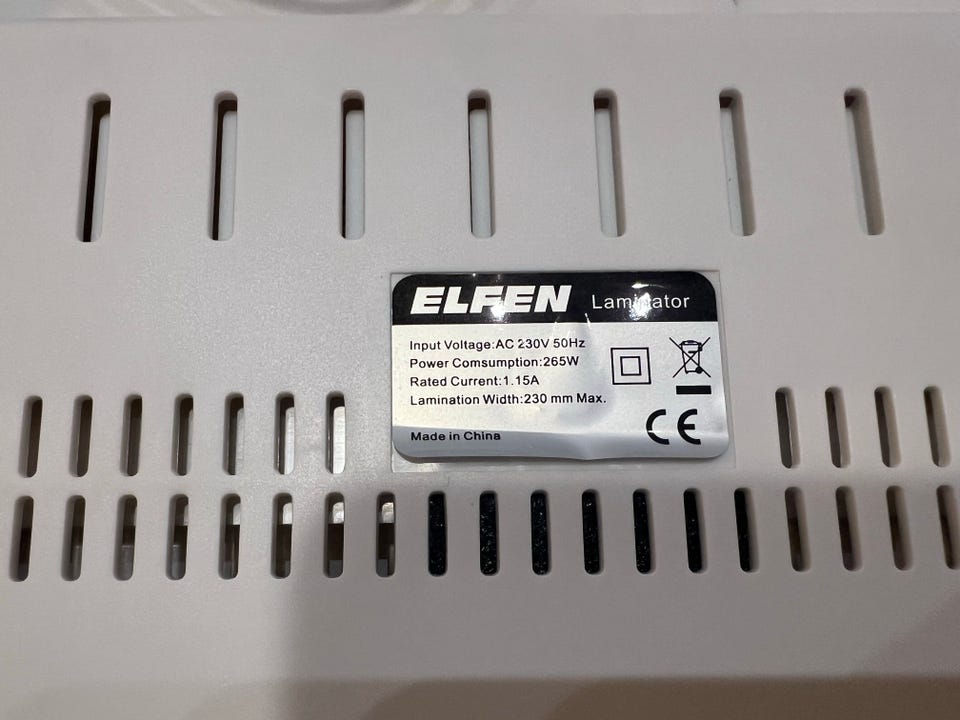 ELFEN Laminator
Input Voltage:AC 230V 50Hz
Power Comsumption:265W
Rated Current:1.15A
Lamination Width:230 mm Max.
Made in China
CE